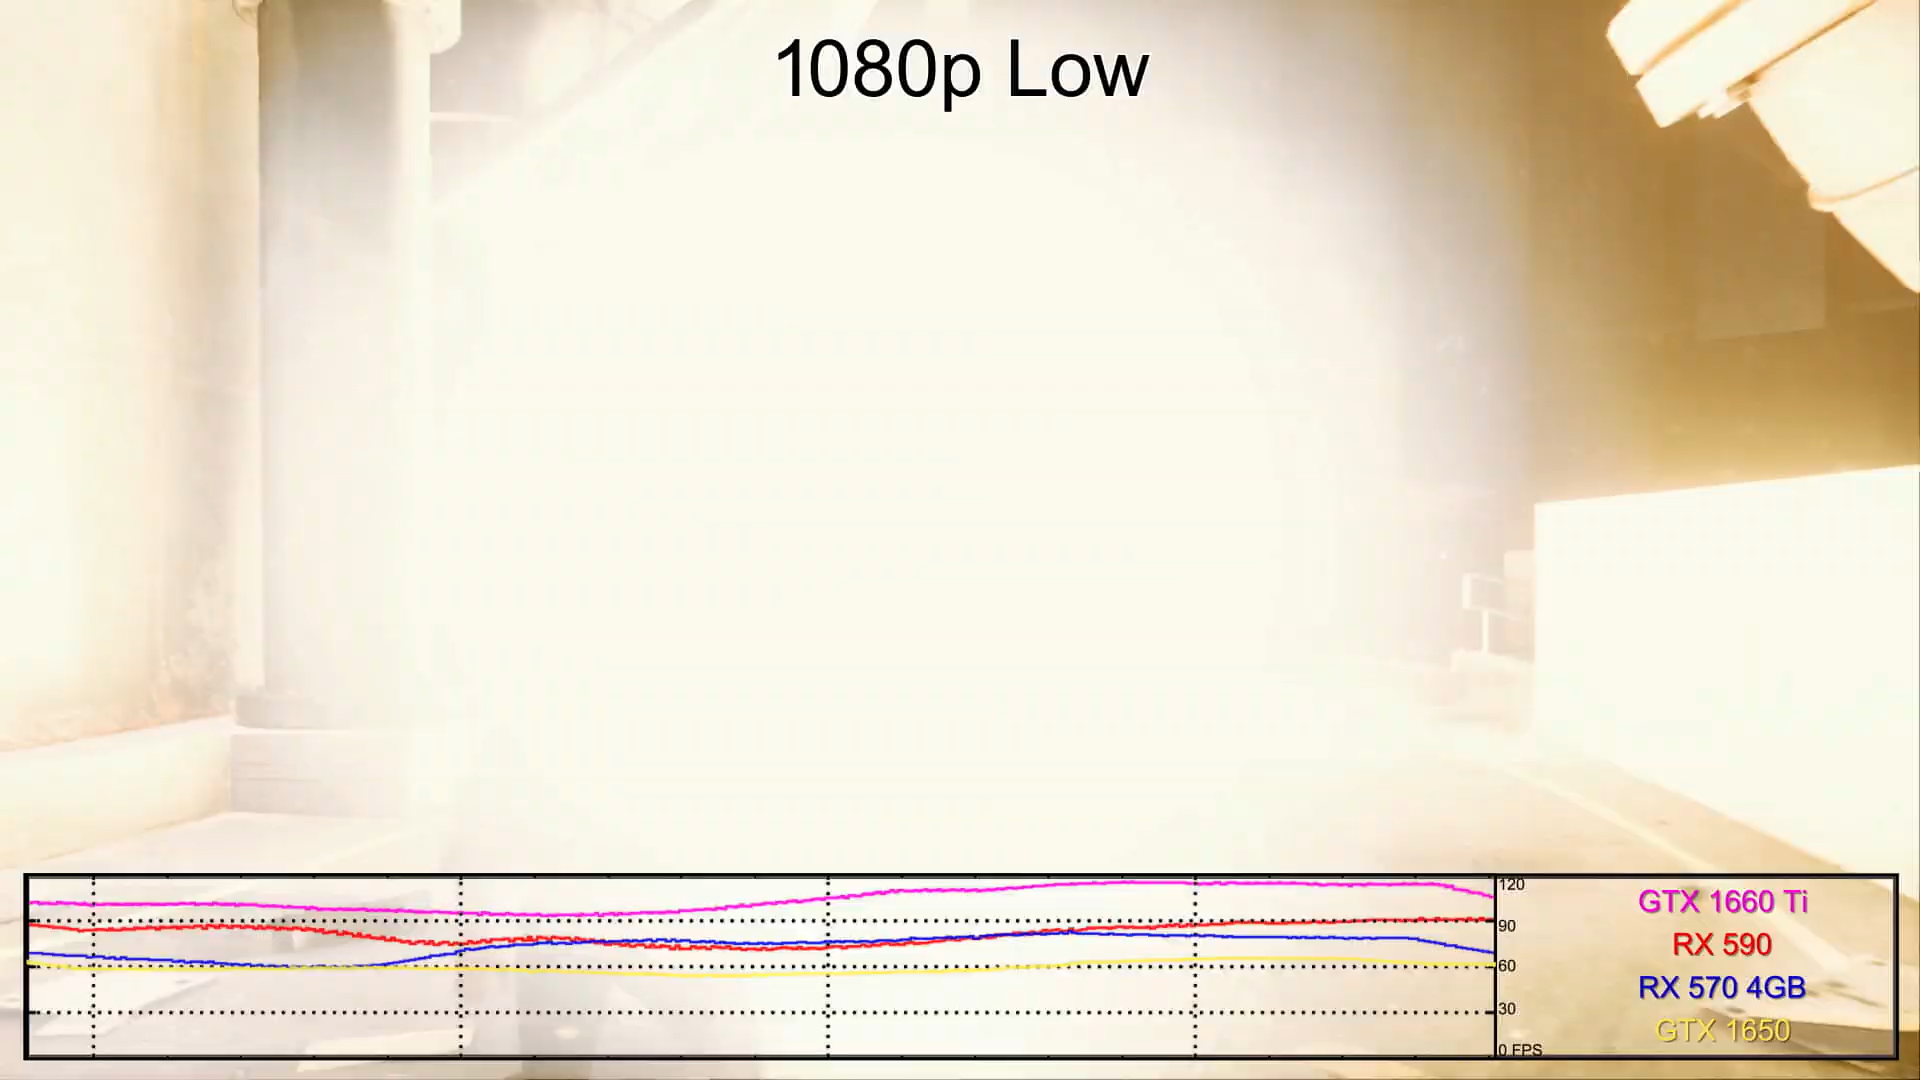 1080p Low
120
90
60
30
0 FPS
GTX 1660 Ti
RX 590
RX 570 4GB
GTX 1650